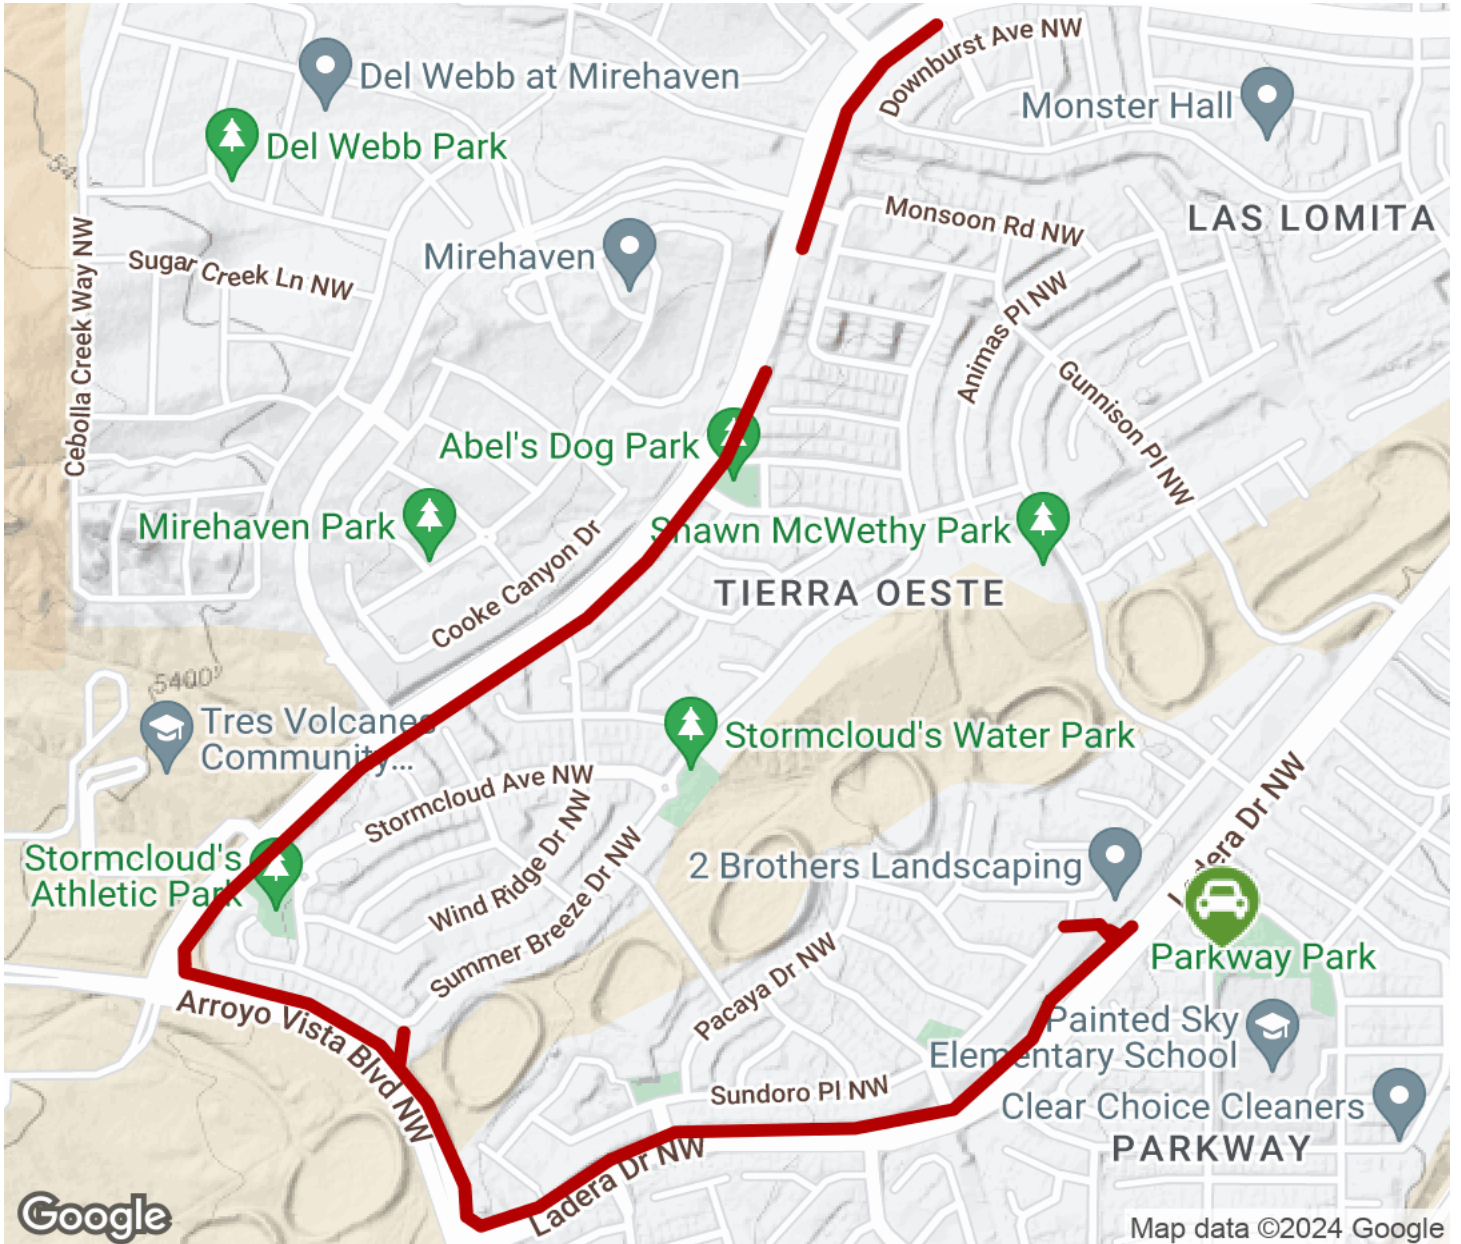 Downburst Ave NW
Del Webb at Mirehaven
Monster Hall
Del Webb Park
5400
Monsoon Rd NW
LAS LOMITA
Cebolla Creek Way NW
Sugar Creek Ln NW
Mirehaven
Animas Pl NW
Gunnison Pl NW
Abel's Dog Park
Mirehaven Park
Shawn McWethy Park
Cooke Canyon Dr
TIERRA OESTE
5400
Tres Volcanes
Community...
Stormcloud's Water Park
Stormcloud Ave NW
Ladera Dr NW
Wind Ridge Dr NW
Stormcloud's
Athletic Park
2 Brothers Landscaping
Summer Breeze Dr NW
Pacaya Dr NW
Parkway Park
Arroyo Vista Blvd NW
Painted Sky
Elementary School
Sundoro Pl NW
Clear Choice Cleaners
PARKWAY
Ladera Dr NW
Google
Map data ©2024 Google